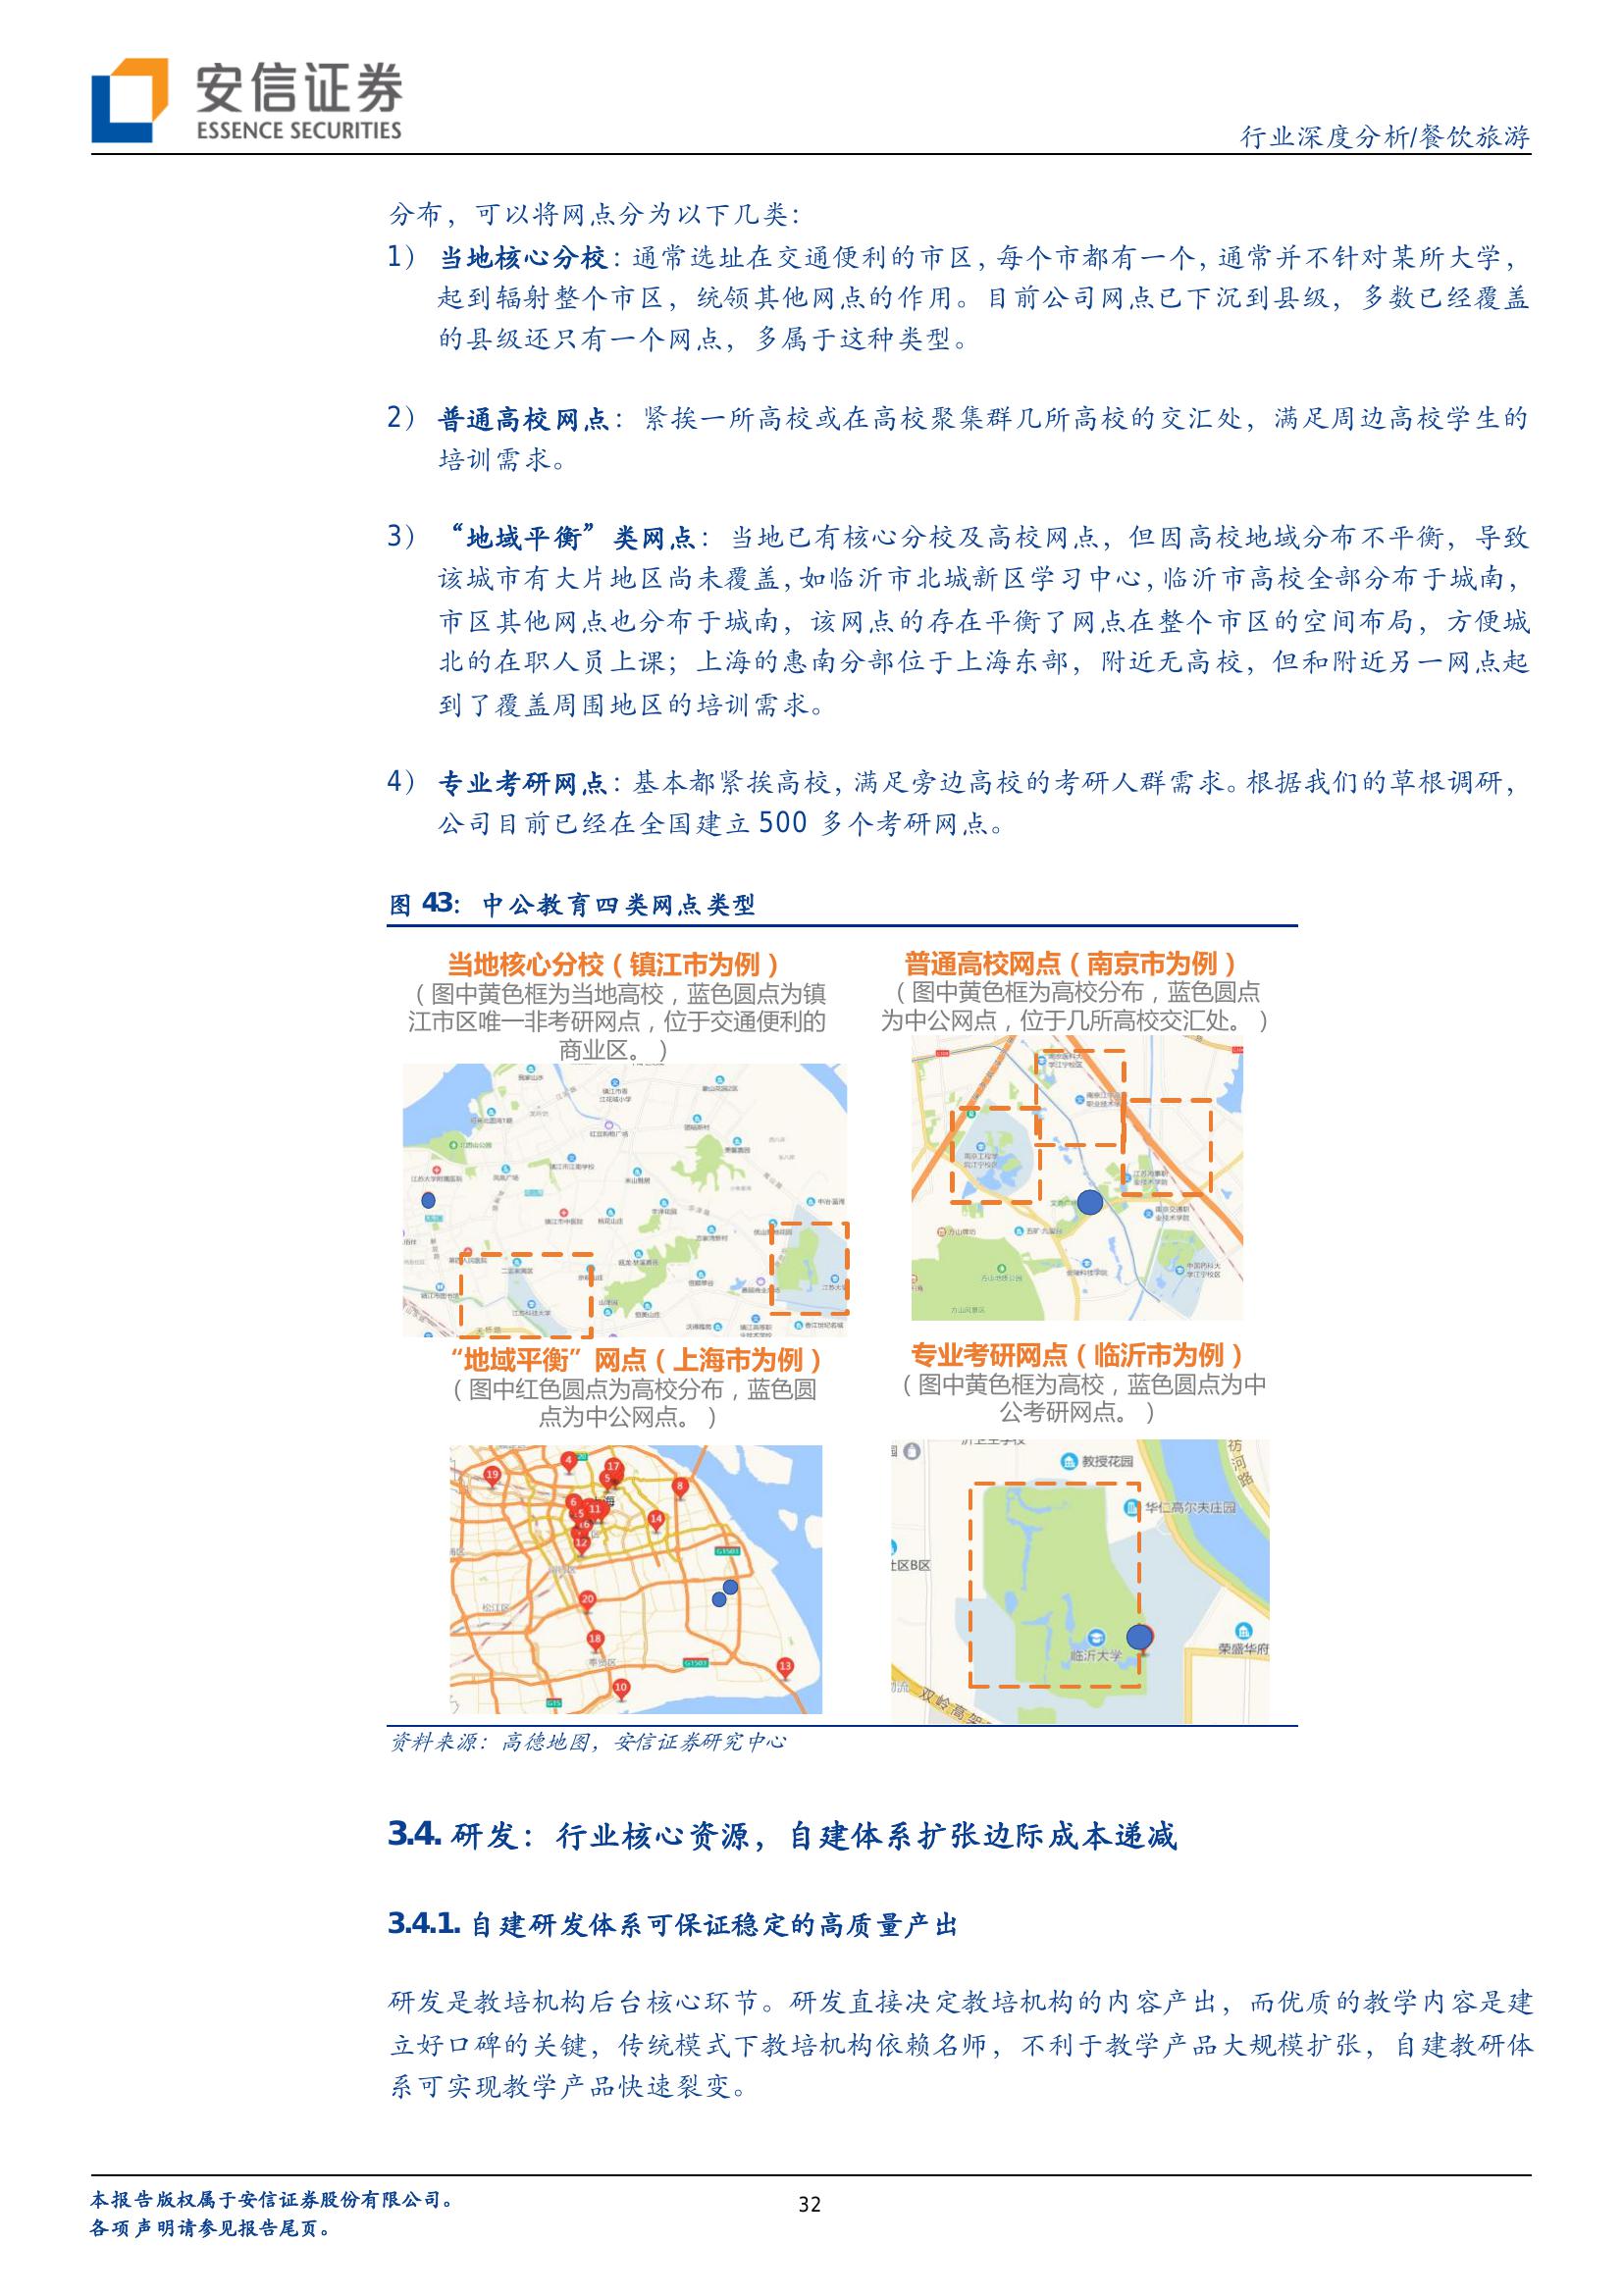 安信证券
ESSENCE SECURITIES
行业深度分析/餐饮旅游
分布，可以将网点分为以下几类：
1） 当地核心分校：通常选址在交通便利的市区，每个市都有一个，通常并不针对某所大学，
起到辐射整个市区，统领其他网点的作用。目前公司网点已下沉到县级，多数已经覆盖
的县级还只有一个网点，多属于这种类型。
2） 普通高校网点：紧挨一所高校或在高校聚集群几所高校的交汇处，满足周边高校学生的
培训需求。
3） “地域平衡”类网点：当地已有核心分校及高校网点，但因高校地域分布不平衡，导致
该城市有大片地区尚未覆盖，如临沂市北城新区学习中心，临沂市高校全部分布于城南，
市区其他网点也分布于城南，该网点的存在平衡了网点在整个市区的空间布局，方便城
北的在职人员上课；上海的惠南分部位于上海东部，附近无高校，但和附近另一网点起
到了覆盖周围地区的培训需求。
4） 专业考研网点：基本都紧挨高校，满足旁边高校的考研人群需求。根据我们的草根调研，
公司目前已经在全国建立 500 多个考研网点。
图 43：中公教育四类网点类型
当地核心分校（镇江市为例）
（图中黄色框为当地高校，蓝色圆点为镇
江市区唯一非考研网点，位于交通便利的
商业区。）
普通高校网点（南京市为例）
（图中黄色框为高校分布，蓝色圆点
为中公网点，位于几所高校交汇处。）
江苏科技大学
方山地质公园
“地域平衡”网点（上海市为例）
（图中红色圆点为高校分布，蓝色圆
点为中公网点。）
专业考研网点（临沂市为例）
（图中黄色框为高校，蓝色圆点为中
公考研网点。）
19
4
17
5
8
6
11
14
12
G1503
松江区
20
18
奉贤区
G1503
13
10
G15
教授花园
华仁高尔夫庄园
社区B区
临沂大学
荣盛华府
双岭高架
祊河路
资料来源：高德地图，安信证券研究中心
3.4. 研发：行业核心资源，自建体系扩张边际成本递减
3.4.1. 自建研发体系可保证稳定的高质量产出
研发是教培机构后台核心环节。研发直接决定教培机构的内容产出，而优质的教学内容是建
立好口碑的关键，传统模式下教培机构依赖名师，不利于教学产品大规模扩张，自建教研体
系可实现教学产品快速裂变。
本报告版权属于安信证券股份有限公司。
各项声明请参见报告尾页。
32